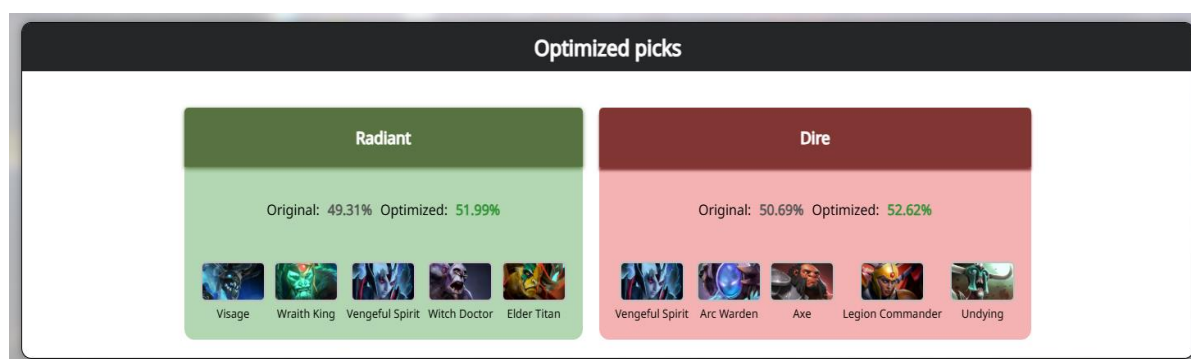 Optimized picks
Radiant
Original: 49.31% Optimized: 51.99%
Visage Wraith King Vengeful Spirit Witch Doctor Elder Titan
Dire
Original: 50.69% Optimized: 52.62%
Vengeful Spirit Arc Warden Axe Legion Commander Undying